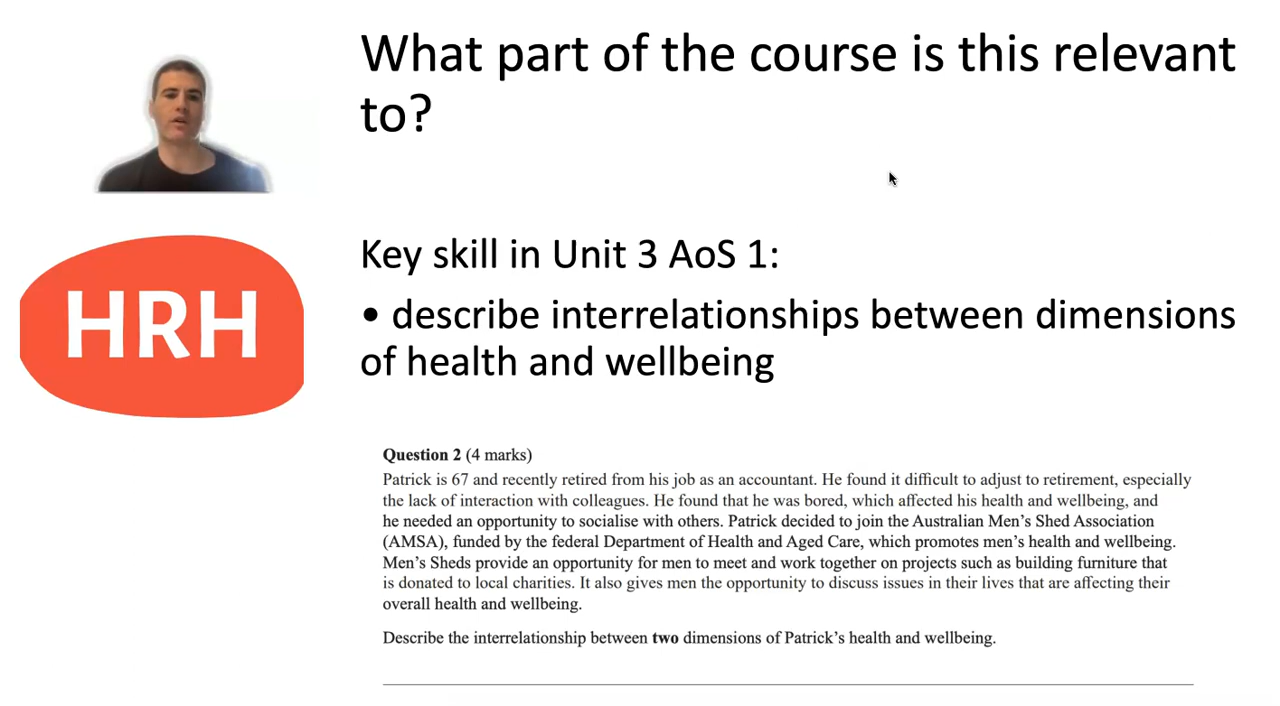 What part of the course is this relevant
to?
HRH
Key skill in Unit 3 AoS 1:
• describe interrelationships between dimensions
of health and wellbeing
Question 2 (4 marks)
Patrick is 67 and recently retired from his job as an accountant. He found it difficult to adjust to retirement, especially
the lack of interaction with colleagues. He found that he was bored, which affected his health and wellbeing, and
he needed an opportunity to socialise with others. Patrick decided to join the Australian Men's Shed Association
(AMSA), funded by the federal Department of Health and Aged Care, which promotes men's health and wellbeing.
Men's Sheds provide an opportunity for men to meet and work together on projects such as building furniture that
is donated to local charities. It also gives men the opportunity to discuss issues in their lives that are affecting their
overall health and wellbeing.
Describe the interrelationship between two dimensions of Patrick's health and wellbeing.